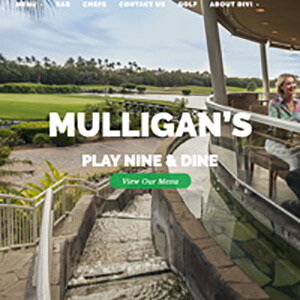 MENU BAR CHEFS CONTACT US GOLF ABOUT DIVI
MULLIGAN'S
PLAY NINE & DINE
View Our Menu